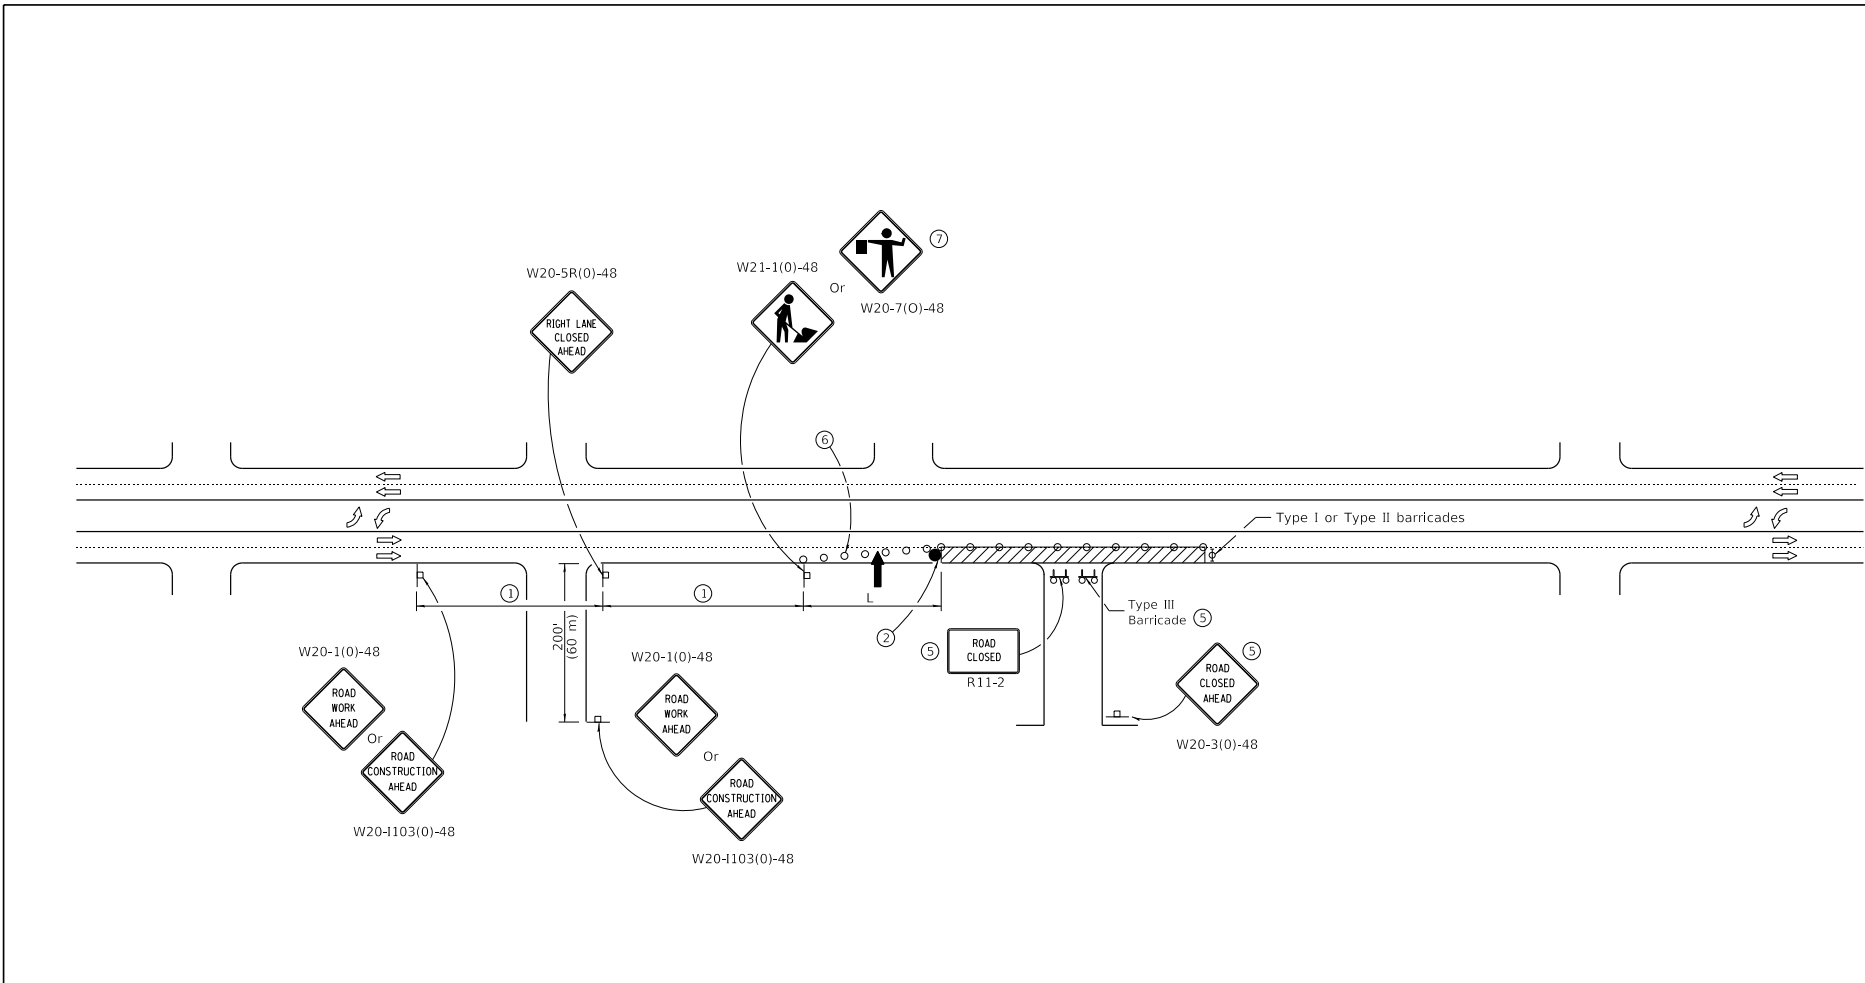 7
W20-5R(0)-48
W21-1(0)-48
Or
W20-7(O)-48
RIGHT LANE
CLOSED
AHEAD
6
Type I or Type II barricades
1
1
L
200'
(60 m)
2
Type III
Barricade
5
5
ROAD
CLOSED
R11-2
5
ROAD
CLOSED
AHEAD
W20-3(0)-48
W20-1(0)-48
ROAD
WORK
AHEAD
Or
ROAD
CONSTRUCTION
AHEAD
W20-I103(0)-48
W20-1(0)-48
ROAD
WORK
AHEAD
Or
ROAD
CONSTRUCTION
AHEAD
W20-I103(0)-48